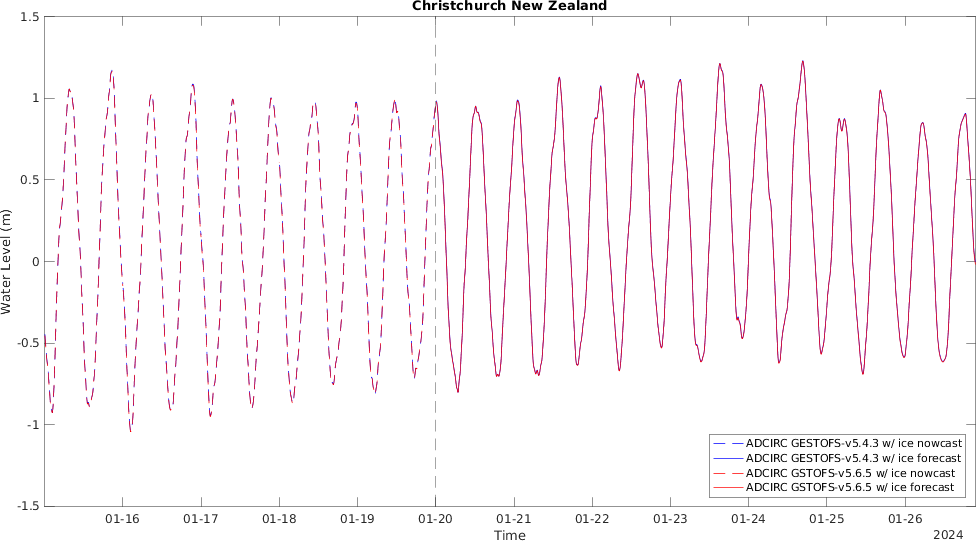 Christchurch New Zealand
1.5
1
0.5
0
-0.5
-1
-1.5
Water Level (m)
ADCIRC GESTOFS-v5.4.3 w/ ice nowcast
ADCIRC GESTOFS-v5.4.3 w/ ice forecast
ADCIRC GSTOFS-v5.6.5 w/ ice nowcast
ADCIRC GSTOFS-v5.6.5 w/ ice forecast
01-16 01-17 01-18 01-19 01-20 01-21 01-22 01-23 01-24 01-25 01-26
Time
2024